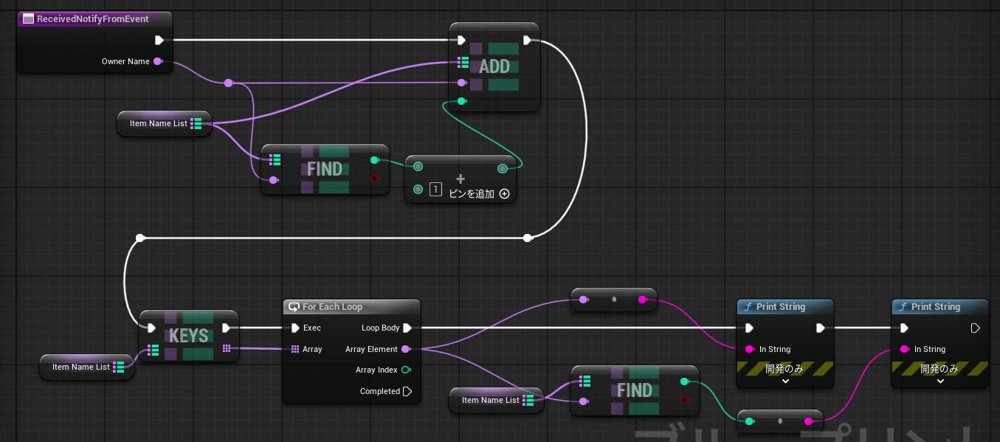 ReceivedNotifyFromEvent
Owner Name
ADD
Item Name List
FIND
+
1
ピンを追加
KEYS
Item Name List
For Each Loop
Exec
Loop Body
Array
Array Element
Array Index
Completed
Item Name List
FIND
Print String
In String
開発のみ
Print String
In String
開発のみ